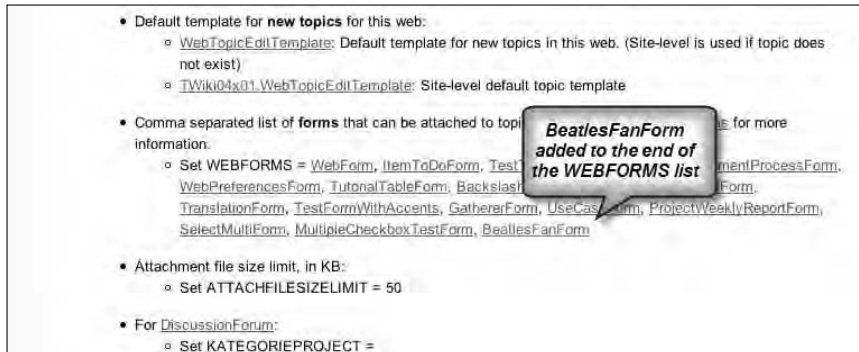 • Default template for new topics for this web:
○ WebTopicEditTemplate: Default template for new topics in this web. (Site-level is used if topic does
not exist)
○ TWiki04x01.WebTopicEditTemplate: Site-level default topic template
• Comma separated list of forms that can be attached to topi for more
information.
○ Set WEBFORMS = WebForm, ItemToDoForm, TestT mentProcessForm,
WebPreferencesForm, TutorialTableForm, Backslash Form,
TranslationForm, TestFormWithAccents, GathererForm, UseCas orm, ProjectWeeklyReportForm,
SelectMultiForm, MultipleCheckboxTestForm, BeatlesFanForm
BeatlesFanForm
added to the end of
the WEBFORMS list
• Attachment file size limit, in KB:
○ Set ATTACHFILESIZELIMIT = 50
• For DiscussionForum:
○ Set KATEGORIEPROJECT =